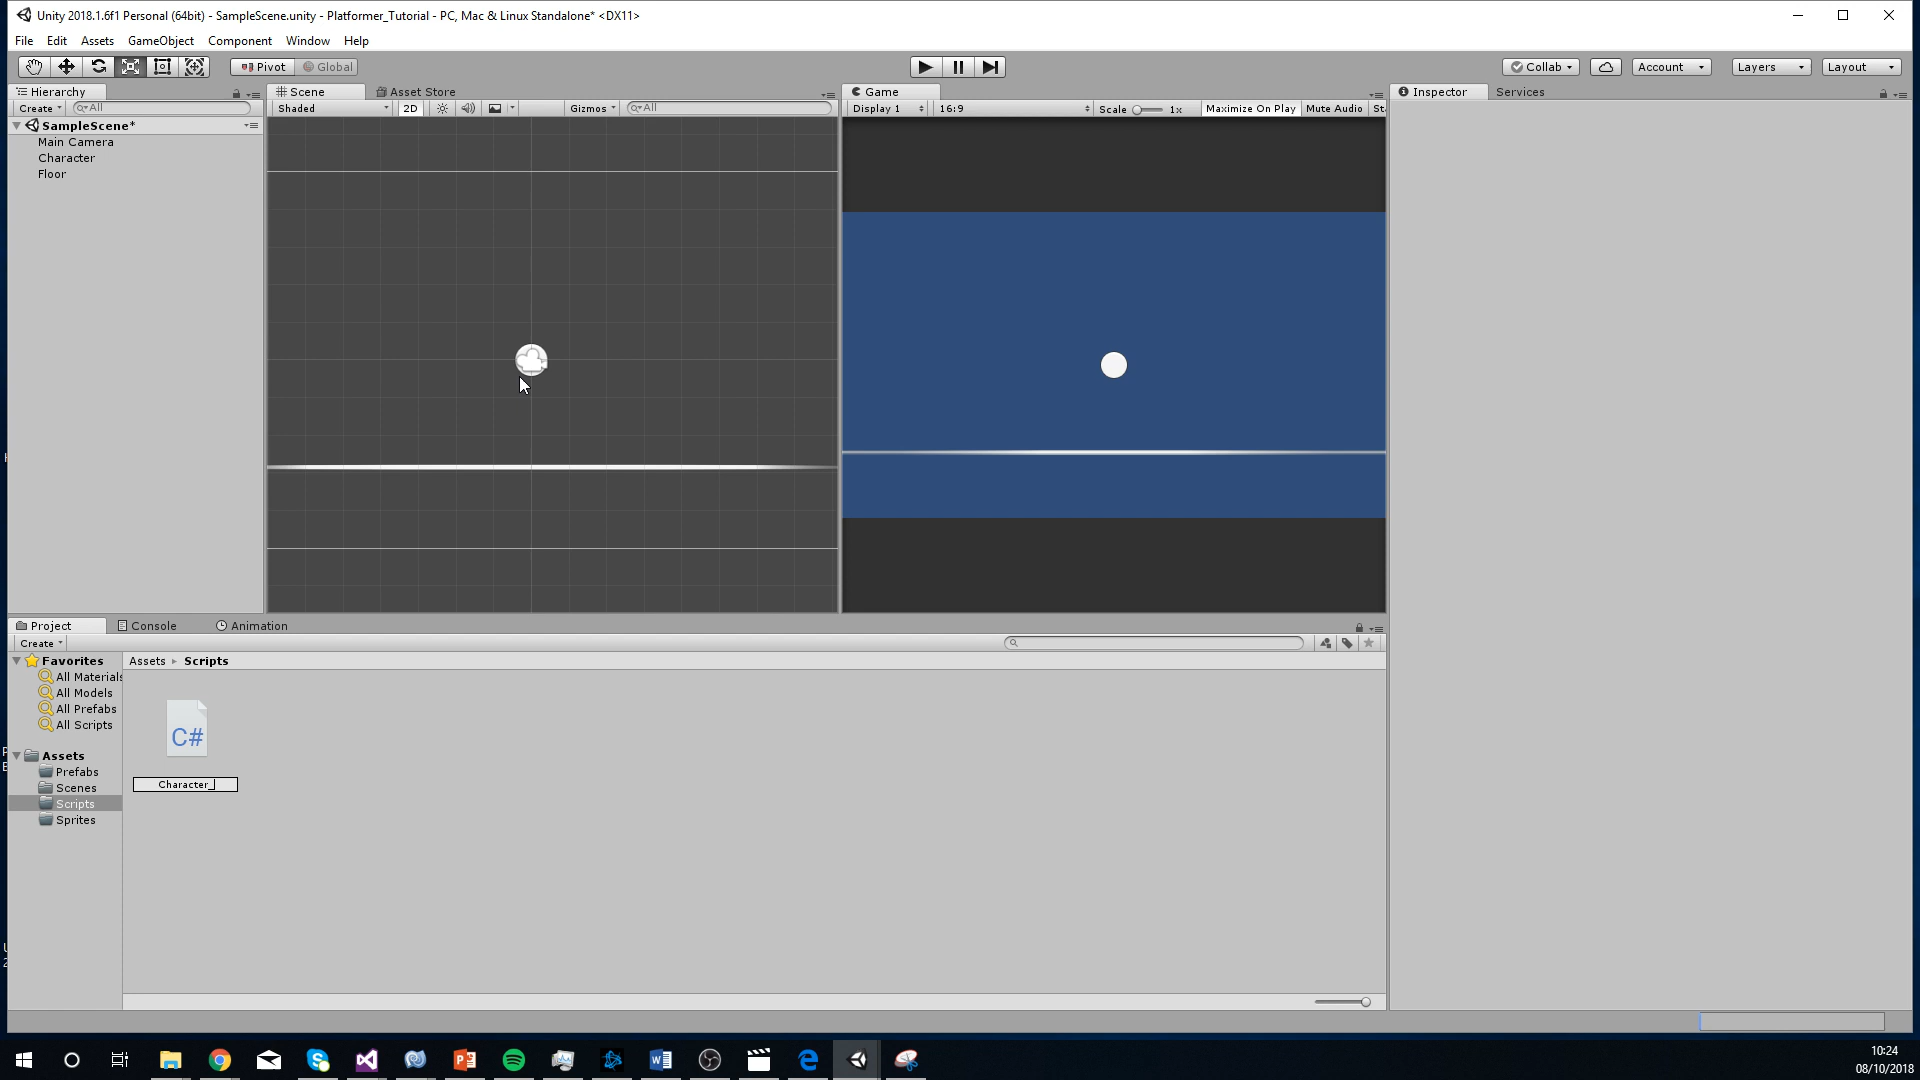 Unity 2018.1.6f1 Personal (64bit) - SampleScene.unity - Platformer_Tutorial - PC, Mac & Linux Standalone* <DX11>
File Edit Assets GameObject Component Window Help
Pivot Global Collab Account Layers Layout
Hierarchy Scene Asset Store Game Inspector Services
Create All Shaded 2D Gizmos All Display 1 16:9 Scale 1x Maximize On Play Mute Audio St
SampleScene*
Main Camera
Character
Floor
Project Console Animation
Create
Favorites Assets Scripts
All Materials
All Models
All Prefabs
All Scripts
C#
Assets
Prefabs
Character_
Scenes
Scripts
Sprites
10:24
08/10/2018